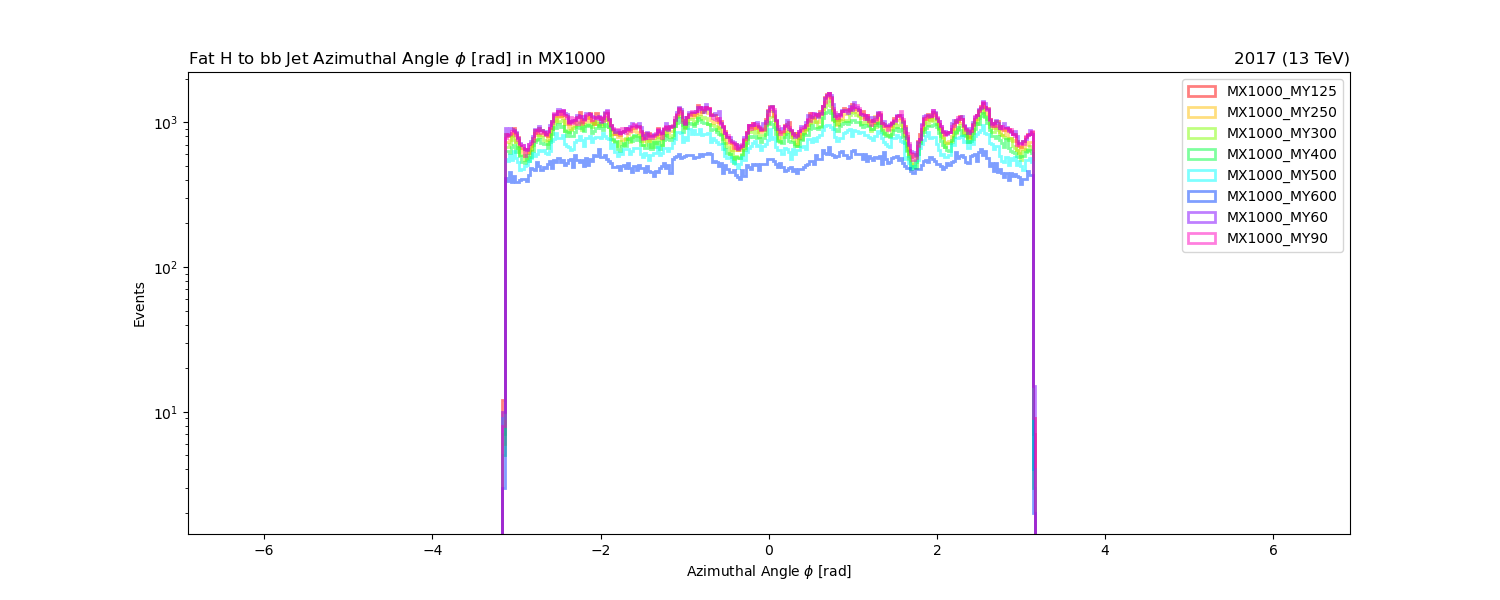 Fat H to bb Jet Azimuthal Angle ϕ [rad] in MX1000
2017 (13 TeV)
MX1000_MY125
MX1000_MY250
MX1000_MY300
MX1000_MY400
MX1000_MY500
MX1000_MY600
MX1000_MY60
MX1000_MY90
Events
10³
10²
10¹
−6 −4 −2 0 2 4 6
Azimuthal Angle ϕ [rad]